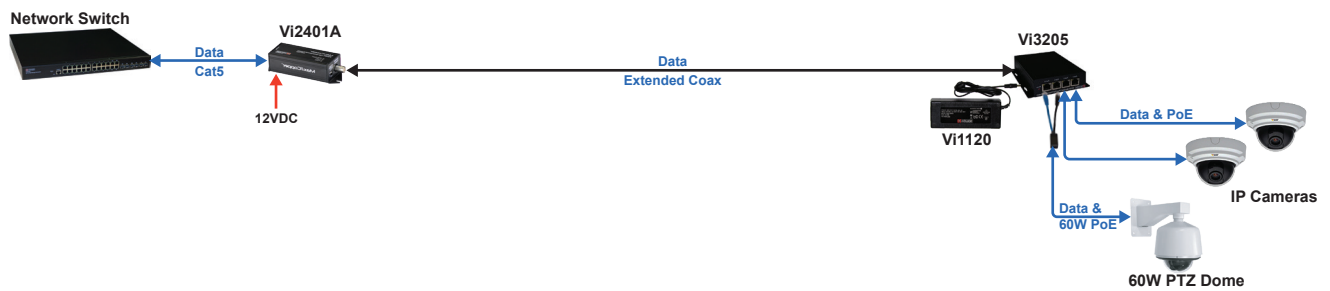 Network Switch
Vi2401A
Vi3205
Data
Cat5
Data
Extended Coax
12VDC
Vi1120
Data & PoE
IP Cameras
Data &
60W PoE
60W PTZ Dome